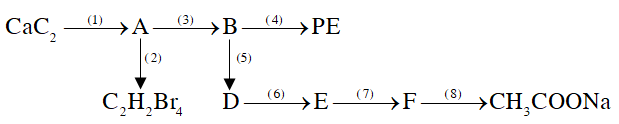 CaC₂ —(1)→ A —(3)→ B —(4)→ PE
(2) (5)
C₂H₂Br₄ D —(6)→ E —(7)→ F —(8)→ CH₃COONa